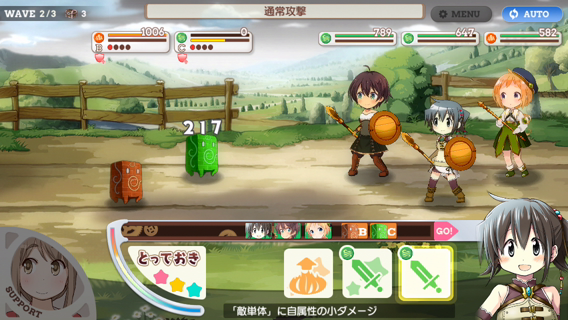 WAVE 2/3 3
通常攻撃
MENU
AUTO
1006
B
0
C
789
647
582
217
B
C
GO!
とっておき
SUPPORT
「敵単体」に自属性の小ダメージ